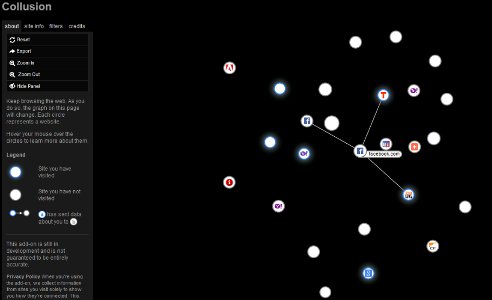 Collusion
about site info filters credits
Reset
Export
Zoom In
Zoom Out
Hide Panel
Keep browsing the web. As you
do so, the graph on this page
will change. Each circle
represents a website.
Hover your mouse over the
circles to learn more about them.
Legend
Site you have
visited
Site you have not
visited
has sent data
about you to
This add-on is still in
development and is not
guaranteed to be entirely
accurate.
Privacy Policy When you're using
the add-on, we collect information
from sites you visit solely to show
you how they're connected. This
facebook.com